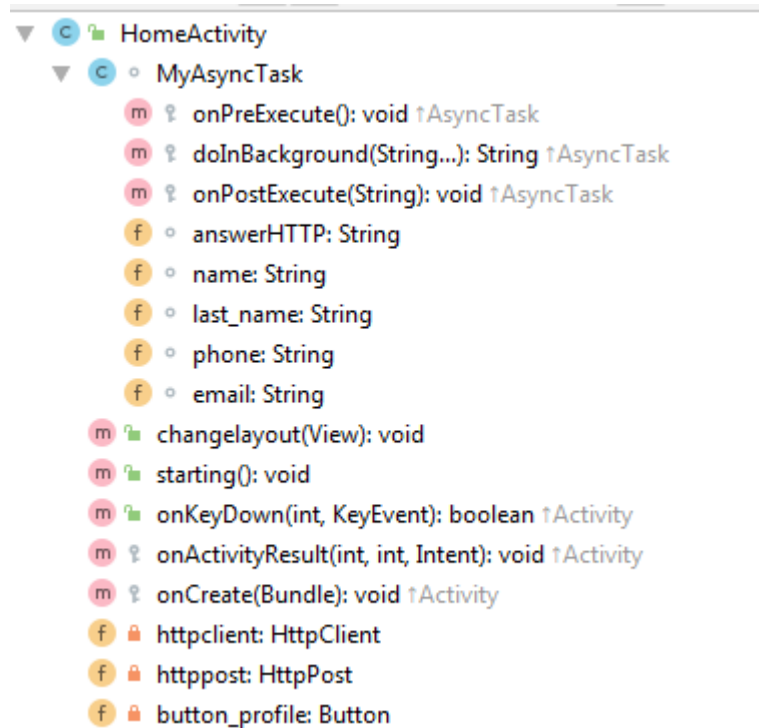 HomeActivity
MyAsyncTask
onPreExecute(): void ↑AsyncTask
doInBackground(String...): String ↑AsyncTask
onPostExecute(String): void ↑AsyncTask
answerHTTP: String
name: String
last_name: String
phone: String
email: String
changelayout(View): void
starting(): void
onKeyDown(int, KeyEvent): boolean ↑Activity
onActivityResult(int, int, Intent): void ↑Activity
onCreate(Bundle): void ↑Activity
httpclient: HttpClient
httppost: HttpPost
button_profile: Button